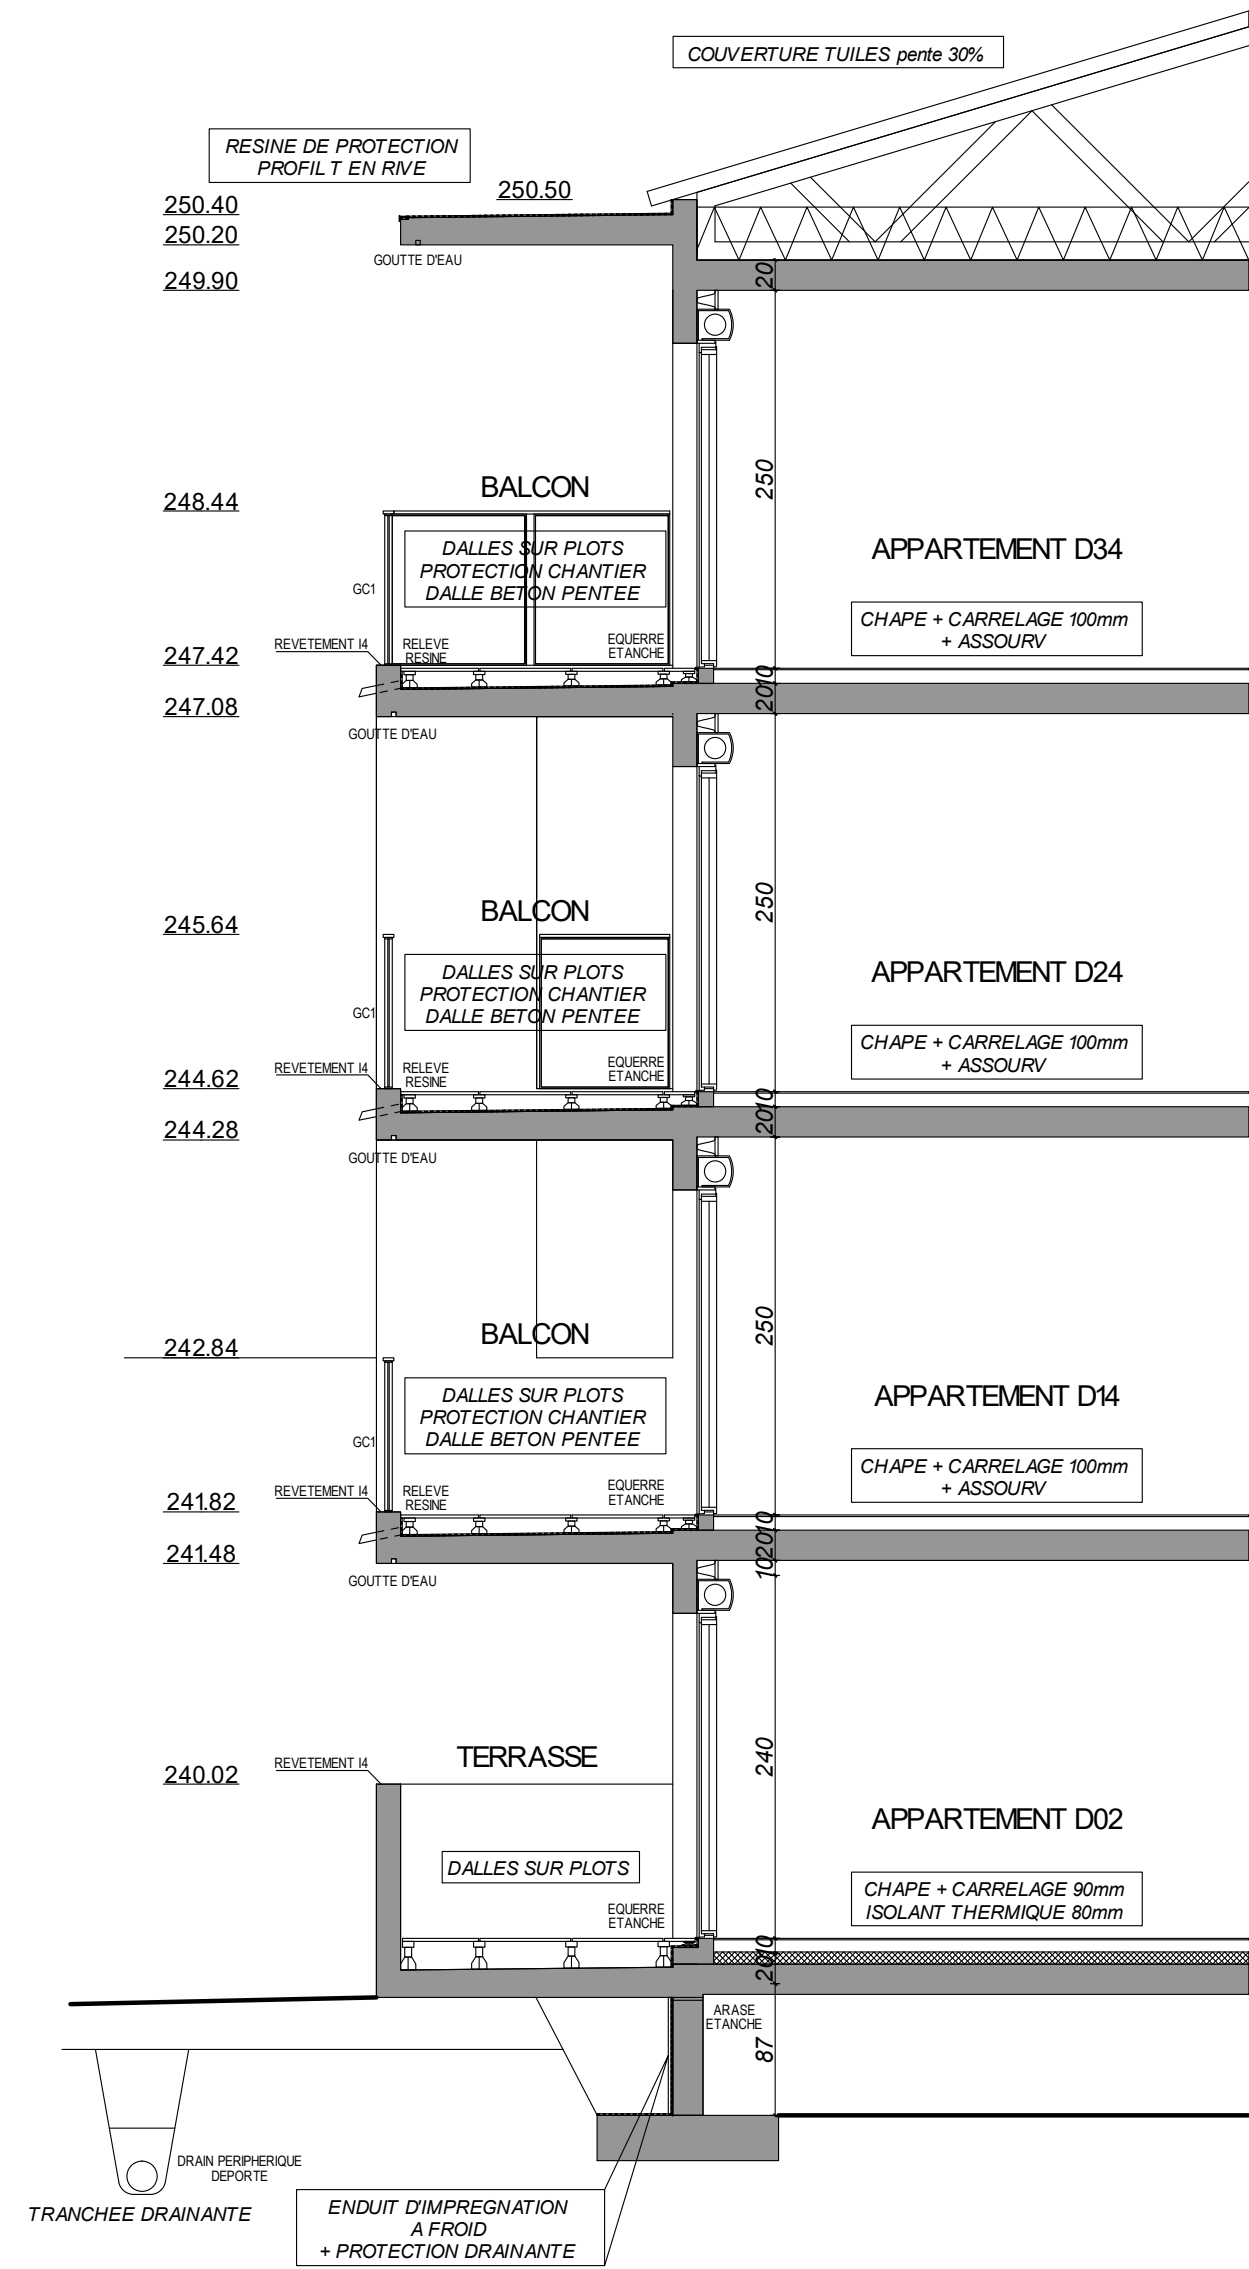 COUVERTURE TUILES pente 30%
RESINE DE PROTECTION
PROFIL T EN RIVE
250.50
250.40
250.20
GOUTTE D'EAU
249.90
20
250
BALCON
248.44
DALLES SUR PLOTS
PROTECTION CHANTIER
DALLE BETON PENTEE
APPARTEMENT D34
GC1
CHAPE + CARRELAGE 100mm
+ ASSOURV
REVETEMENT I4
RELEVE
RESINE
EQUERRE
ETANCHE
247.42
10
20
247.08
GOUTTE D'EAU
250
BALCON
245.64
DALLES SUR PLOTS
PROTECTION CHANTIER
DALLE BETON PENTEE
APPARTEMENT D24
GC1
CHAPE + CARRELAGE 100mm
+ ASSOURV
REVETEMENT I4
RELEVE
RESINE
EQUERRE
ETANCHE
244.62
10
20
244.28
GOUTTE D'EAU
250
BALCON
242.84
DALLES SUR PLOTS
PROTECTION CHANTIER
DALLE BETON PENTEE
APPARTEMENT D14
GC1
CHAPE + CARRELAGE 100mm
+ ASSOURV
REVETEMENT I4
RELEVE
RESINE
EQUERRE
ETANCHE
241.82
10
20
10
241.48
GOUTTE D'EAU
240
TERRASSE
REVETEMENT I4
240.02
APPARTEMENT D02
DALLES SUR PLOTS
CHAPE + CARRELAGE 90mm
ISOLANT THERMIQUE 80mm
EQUERRE
ETANCHE
10
20
ARASE
ETANCHE
87
DRAIN PERIPHERIQUE
DEPORTE
TRANCHEE DRAINANTE
ENDUIT D'IMPREGNATION
A FROID
+ PROTECTION DRAINANTE